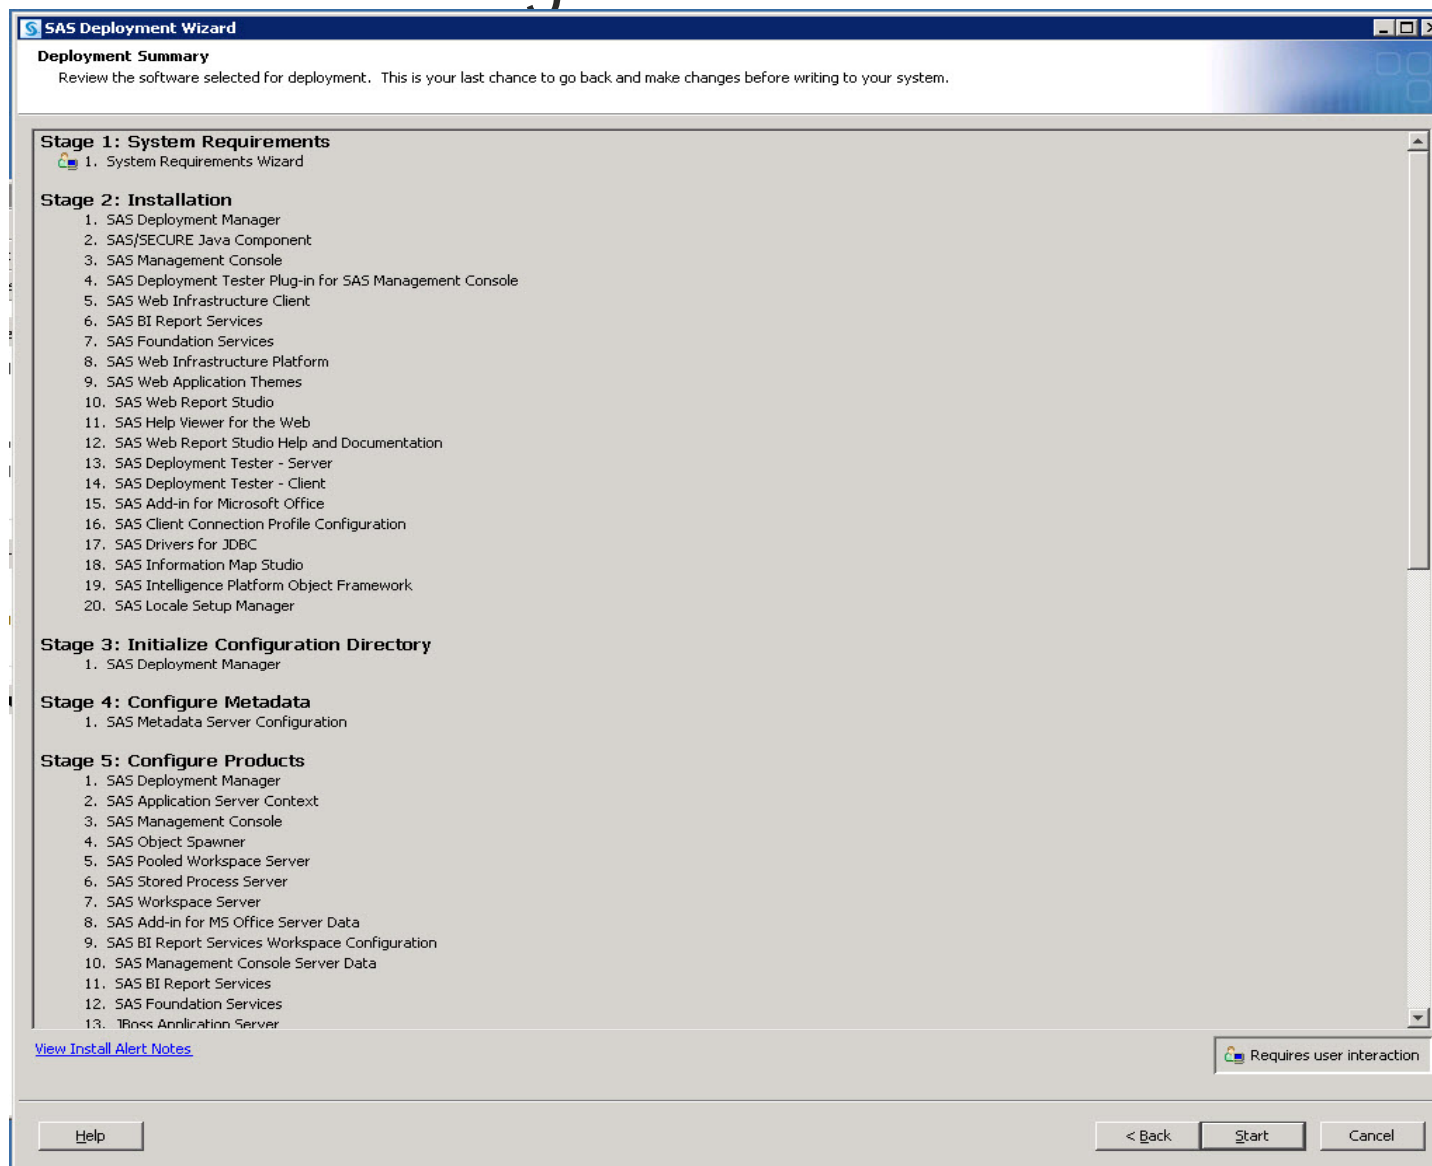 SAS Deployment Wizard
Deployment Summary
Review the software selected for deployment. This is your last chance to go back and make changes before writing to your system.
Stage 1: System Requirements
1. System Requirements Wizard
Stage 2: Installation
1. SAS Deployment Manager
2. SAS/SECURE Java Component
3. SAS Management Console
4. SAS Deployment Tester Plug-in for SAS Management Console
5. SAS Web Infrastructure Client
6. SAS BI Report Services
7. SAS Foundation Services
8. SAS Web Infrastructure Platform
9. SAS Web Application Themes
10. SAS Web Report Studio
11. SAS Help Viewer for the Web
12. SAS Web Report Studio Help and Documentation
13. SAS Deployment Tester - Server
14. SAS Deployment Tester - Client
15. SAS Add-in for Microsoft Office
16. SAS Client Connection Profile Configuration
17. SAS Drivers for JDBC
18. SAS Information Map Studio
19. SAS Intelligence Platform Object Framework
20. SAS Locale Setup Manager
Stage 3: Initialize Configuration Directory
1. SAS Deployment Manager
Stage 4: Configure Metadata
1. SAS Metadata Server Configuration
Stage 5: Configure Products
1. SAS Deployment Manager
2. SAS Application Server Context
3. SAS Management Console
4. SAS Object Spawner
5. SAS Pooled Workspace Server
6. SAS Stored Process Server
7. SAS Workspace Server
8. SAS Add-in for MS Office Server Data
9. SAS BI Report Services Workspace Configuration
10. SAS Management Console Server Data
11. SAS BI Report Services
12. SAS Foundation Services
13. JBoss Application Server
View Install Alert Notes
Requires user interaction
Help
< Back
Start
Cancel